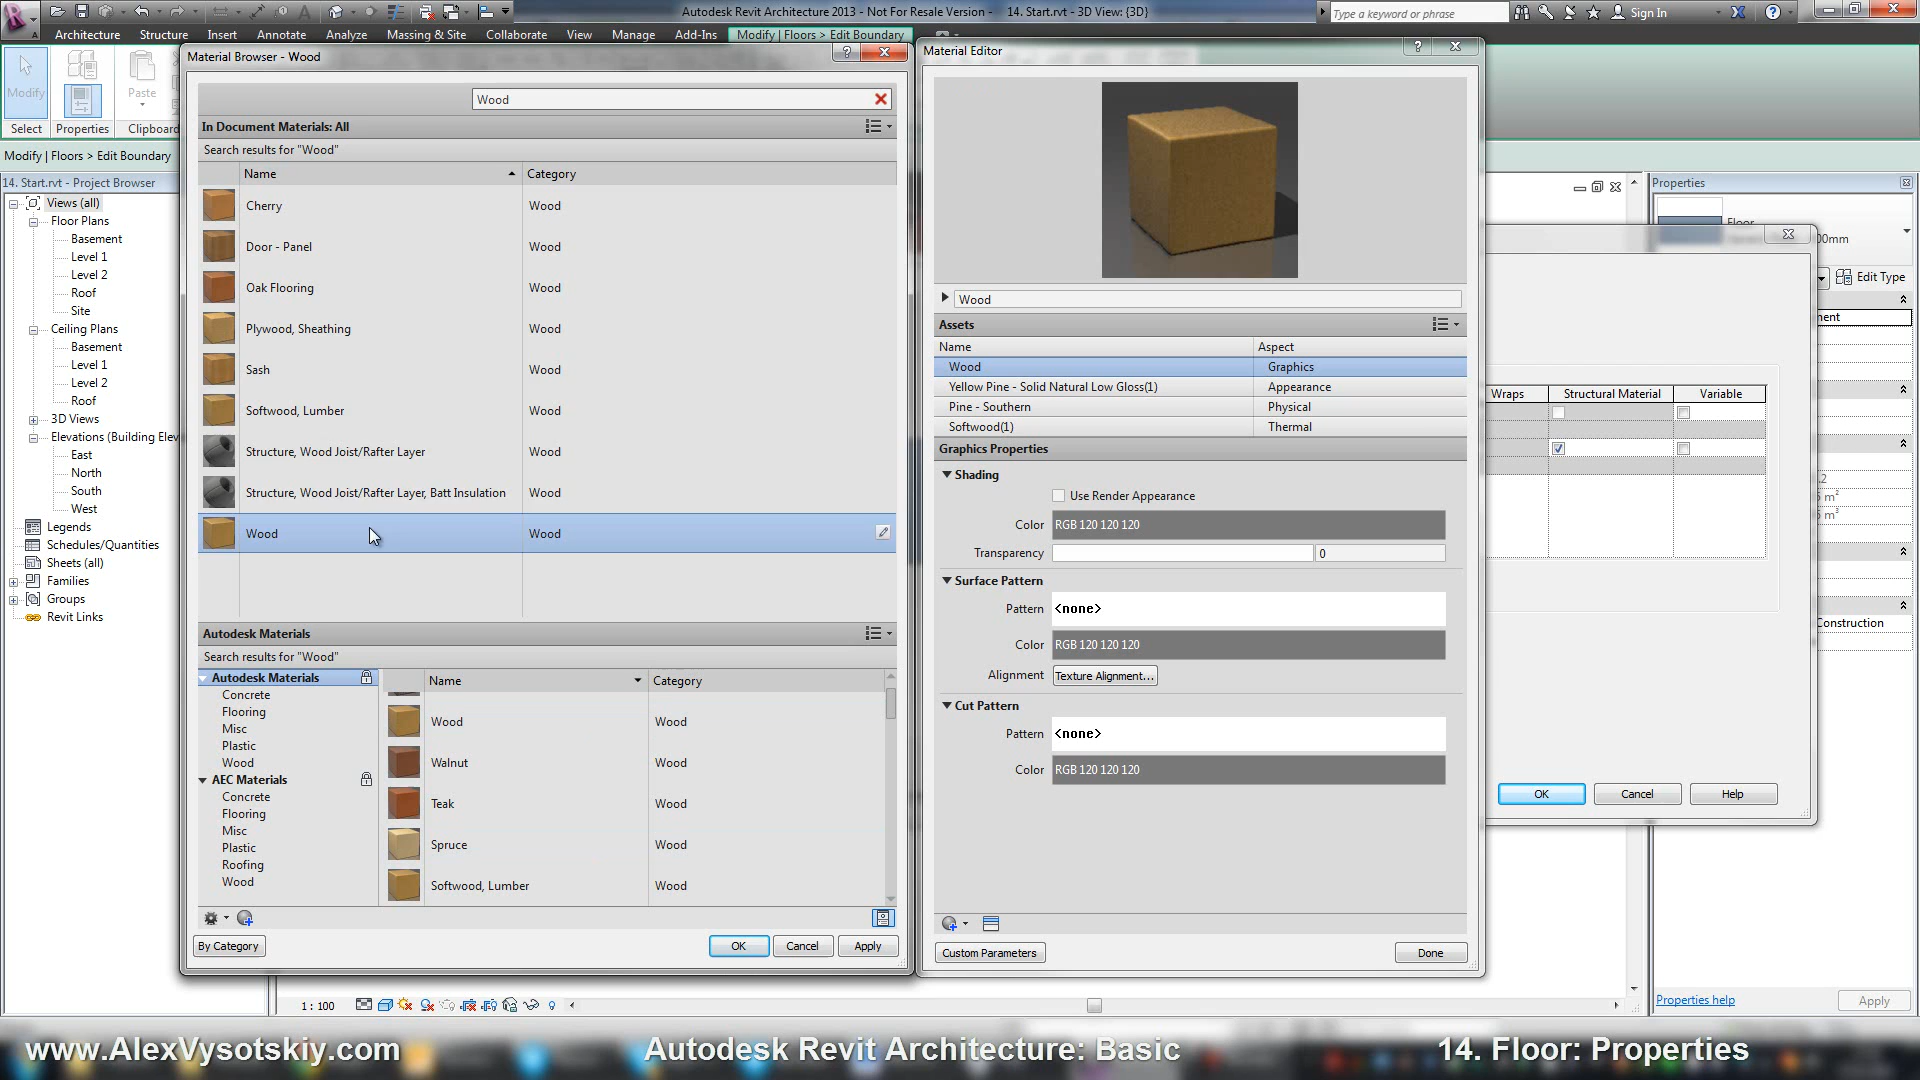 Autodesk Revit Architecture 2013 - Not For Resale Version - 14. Start.rvt - 3D View: {3D}
Type a keyword or phrase
Sign In
Architecture Structure Insert Annotate Analyze Massing & Site Collaborate View Manage Add-Ins Modify | Floors > Edit Boundary
Modify
Paste
Select Properties Clipboard
Modify | Floors > Edit Boundary
14. Start.rvt - Project Browser
Views (all)
Floor Plans
Basement
Level 1
Level 2
Roof
Site
Ceiling Plans
Basement
Level 1
Level 2
Roof
3D Views
Elevations (Building Elev
East
North
South
West
Legends
Schedules/Quantities
Sheets (all)
Families
Groups
Revit Links
Material Browser - Wood
Wood
In Document Materials: All
Search results for "Wood"
Name Category
Cherry Wood
Door - Panel Wood
Oak Flooring Wood
Plywood, Sheathing Wood
Sash Wood
Softwood, Lumber Wood
Structure, Wood Joist/Rafter Layer Wood
Structure, Wood Joist/Rafter Layer, Batt Insulation Wood
Wood Wood
Autodesk Materials
Search results for "Wood"
Autodesk Materials
Concrete
Flooring
Misc
Plastic
Wood
AEC Materials
Concrete
Flooring
Misc
Plastic
Roofing
Wood
Name Category
Wood Wood
Walnut Wood
Teak Wood
Spruce Wood
Softwood, Lumber Wood
By Category OK Cancel Apply
Material Editor
Wood
Assets
Name Aspect
Wood Graphics
Yellow Pine - Solid Natural Low Gloss(1) Appearance
Pine - Southern Physical
Softwood(1) Thermal
Graphics Properties
Shading
Use Render Appearance
Color RGB 120 120 120
Transparency 0
Surface Pattern
Pattern <none>
Color RGB 120 120 120
Alignment Texture Alignment...
Cut Pattern
Pattern <none>
Color RGB 120 120 120
Custom Parameters Done
Wraps Structural Material Variable
OK Cancel Help
Properties
Floor
00mm
Edit Type
ment
Construction
Properties help Apply
1 : 100
www.AlexVysotskiy.com Autodesk Revit Architecture: Basic 14. Floor: Properties